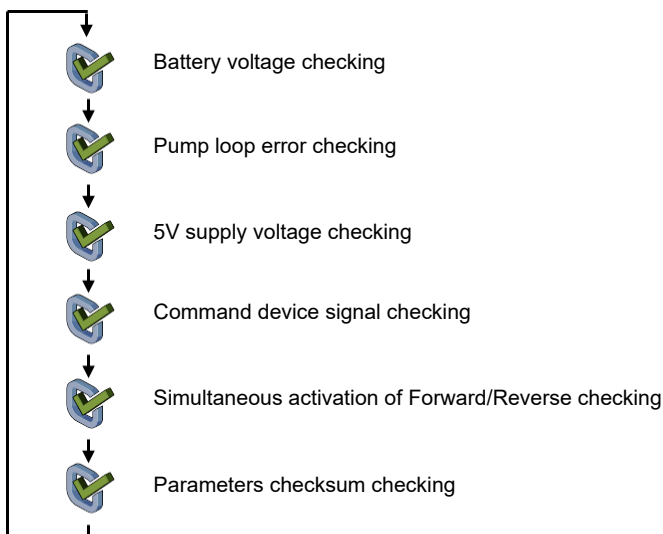 Battery voltage checking
Pump loop error checking
5V supply voltage checking
Command device signal checking
Simultaneous activation of Forward/Reverse checking
Parameters checksum checking